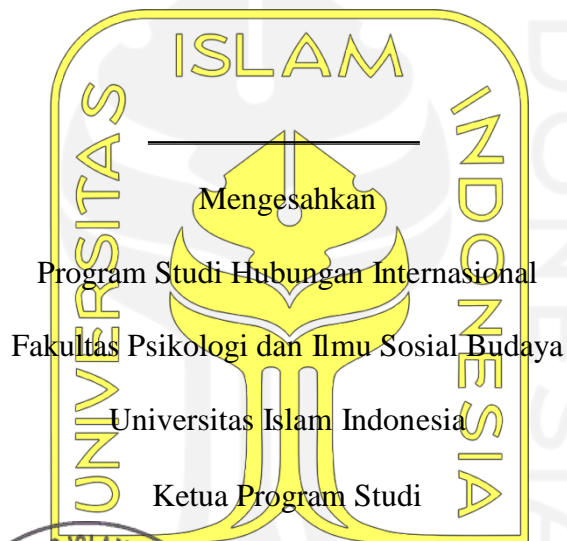 UNIVERSITAS ISLAM INDONESIA
Mengesahkan
Program Studi Hubungan Internasional
Fakultas Psikologi dan Ilmu Sosial Budaya
Universitas Islam Indonesia
Ketua Program Studi
ISLAM